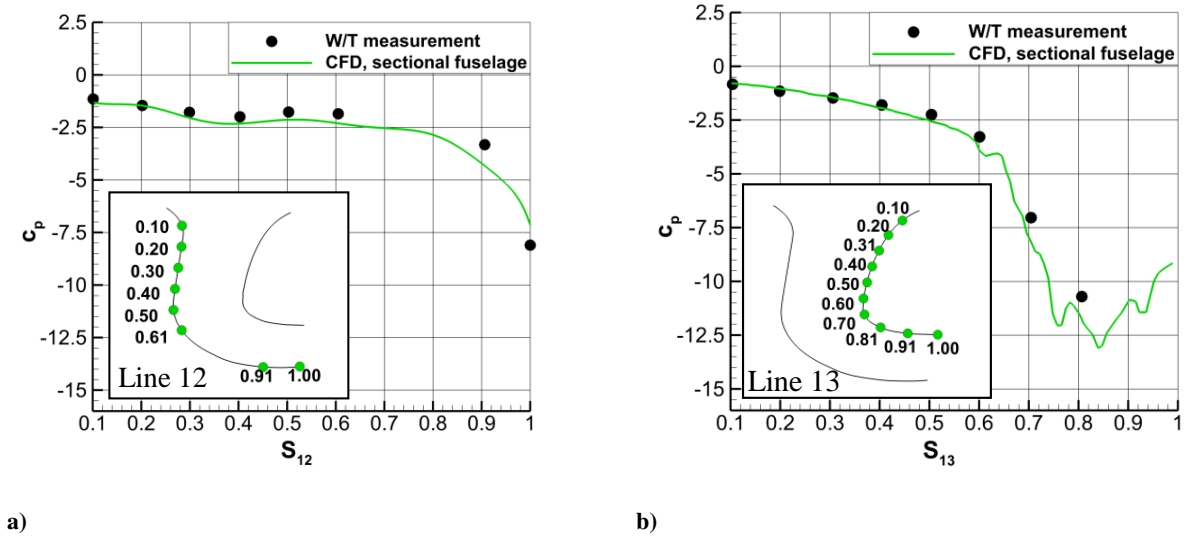 2.5
0
-2.5
-5
-7.5
-10
-12.5
-15
c_p
W/T measurement
CFD, sectional fuselage
0.10
0.20
0.30
0.40
0.50
0.61
0.91 1.00
Line 12
0.1 0.2 0.3 0.4 0.5 0.6 0.7 0.8 0.9 1
S_12
a)
2.5
0
-2.5
-5
-7.5
-10
-12.5
-15
c_p
W/T measurement
CFD, sectional fuselage
0.10
0.20
0.31
0.40
0.50
0.60
0.70
0.81 0.91 1.00
Line 13
0.1 0.2 0.3 0.4 0.5 0.6 0.7 0.8 0.9 1
S_13
b)